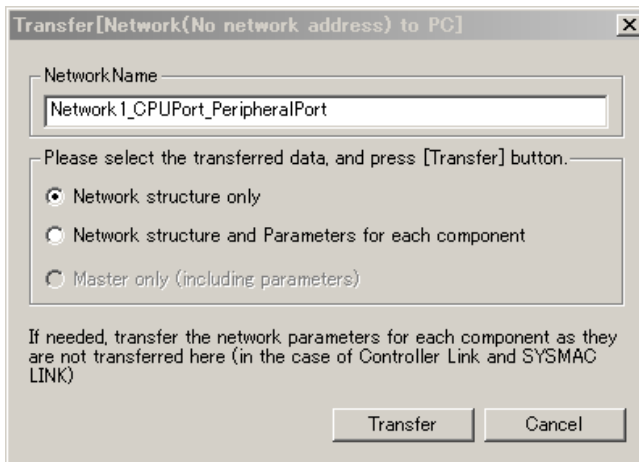 Transfer[Network(No network address) to PC]
NetworkName
Network1_CPUPort_PeripheralPort
Please select the transferred data, and press [Transfer] button.
Network structure only
Network structure and Parameters for each component
Master only (including parameters)
If needed, transfer the network parameters for each component as they
are not transferred here (in the case of Controller Link and SYSMAC
LINK)
Transfer Cancel